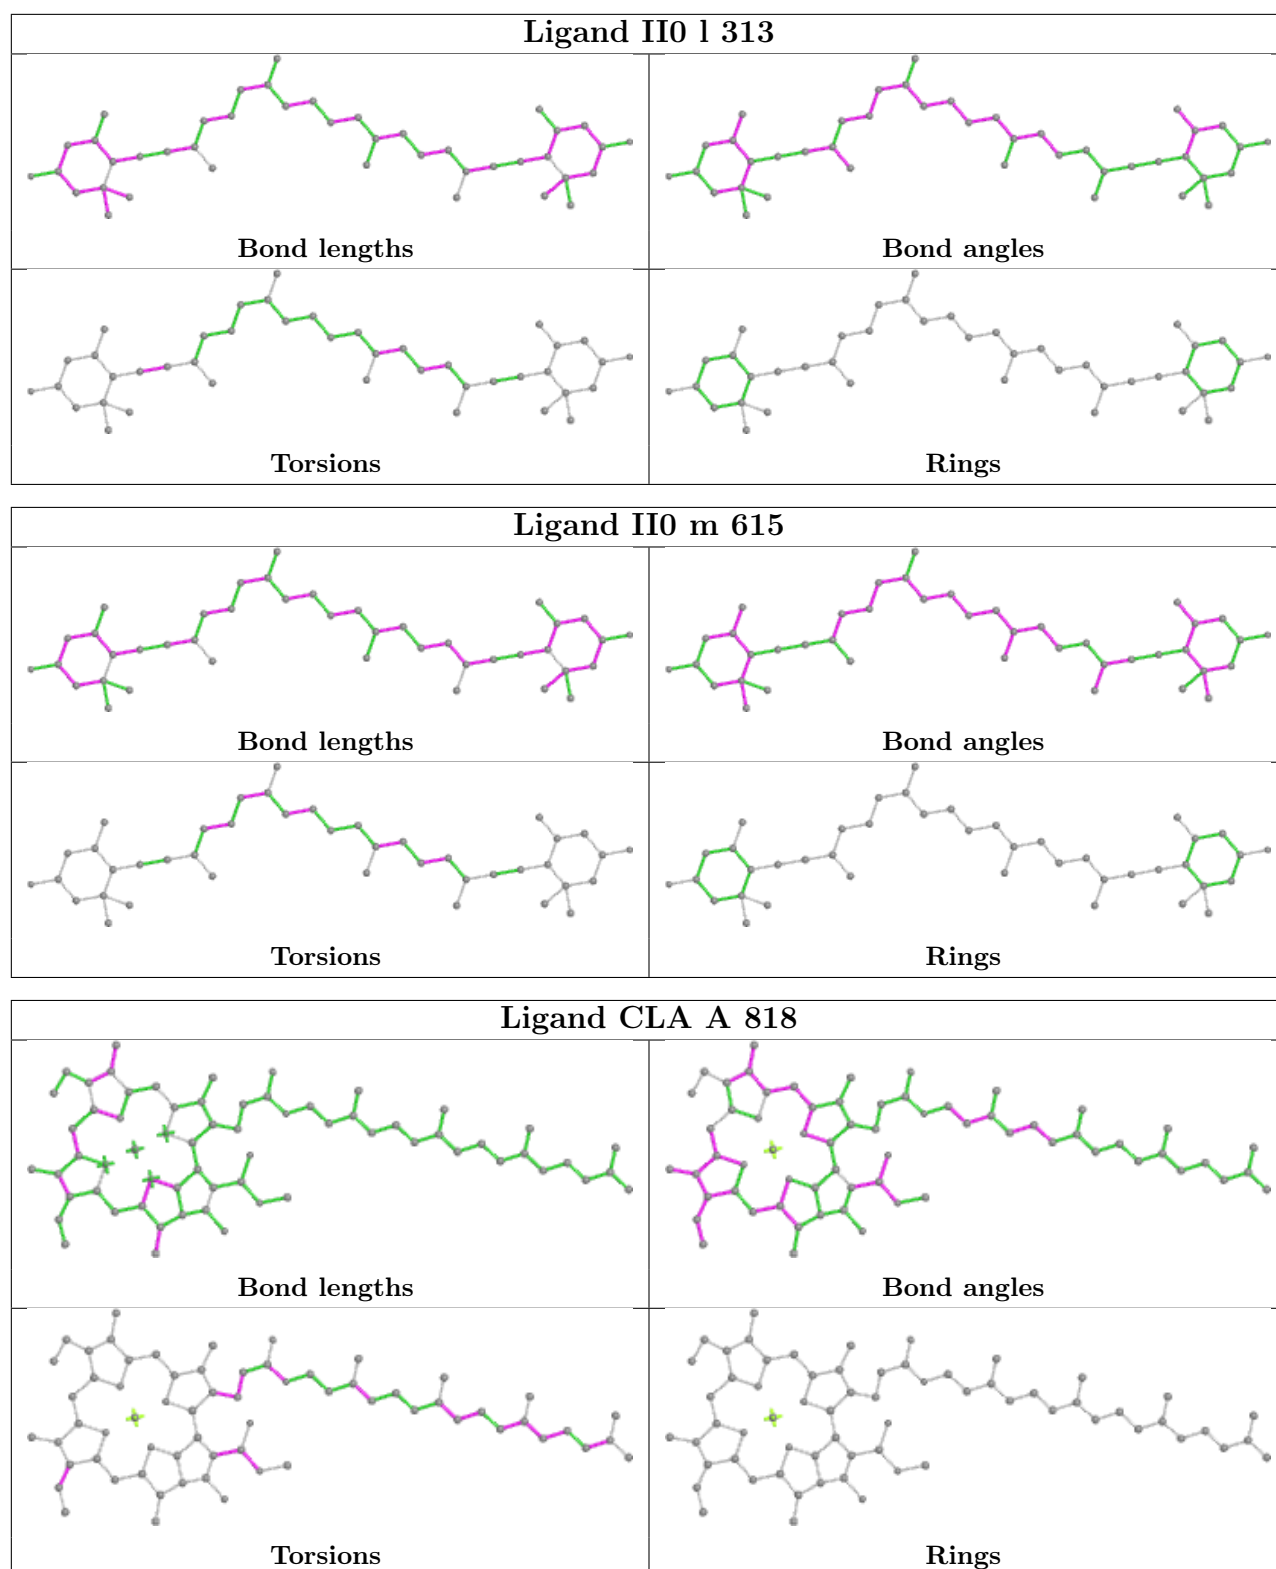 Ligand II0 l 313
Bond lengths
Bond angles
Torsions
Rings
Ligand II0 m 615
Bond lengths
Bond angles
Torsions
Rings
Ligand CLA A 818
Bond lengths
Bond angles
Torsions
Rings